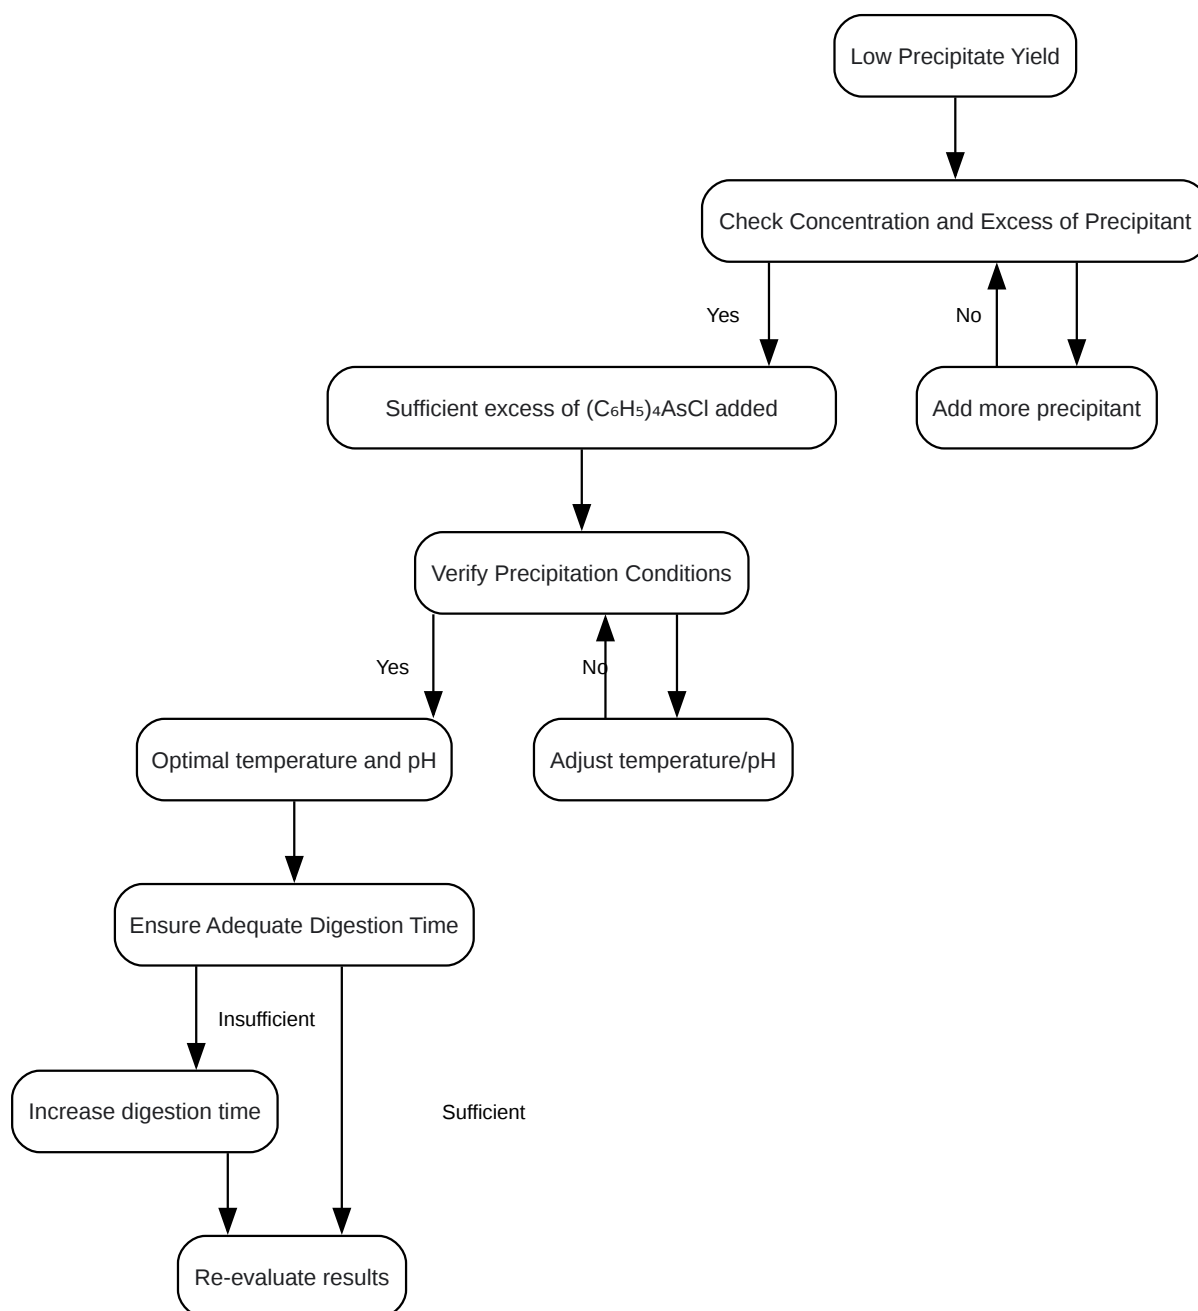 Low Precipitate Yield
Check Concentration and Excess of Precipitant
Yes
No
Sufficient excess of (C₆H₅)₄AsCl added
Add more precipitant
Verify Precipitation Conditions
Yes
No
Optimal temperature and pH
Adjust temperature/pH
Ensure Adequate Digestion Time
Insufficient
Increase digestion time
Sufficient
Re-evaluate results